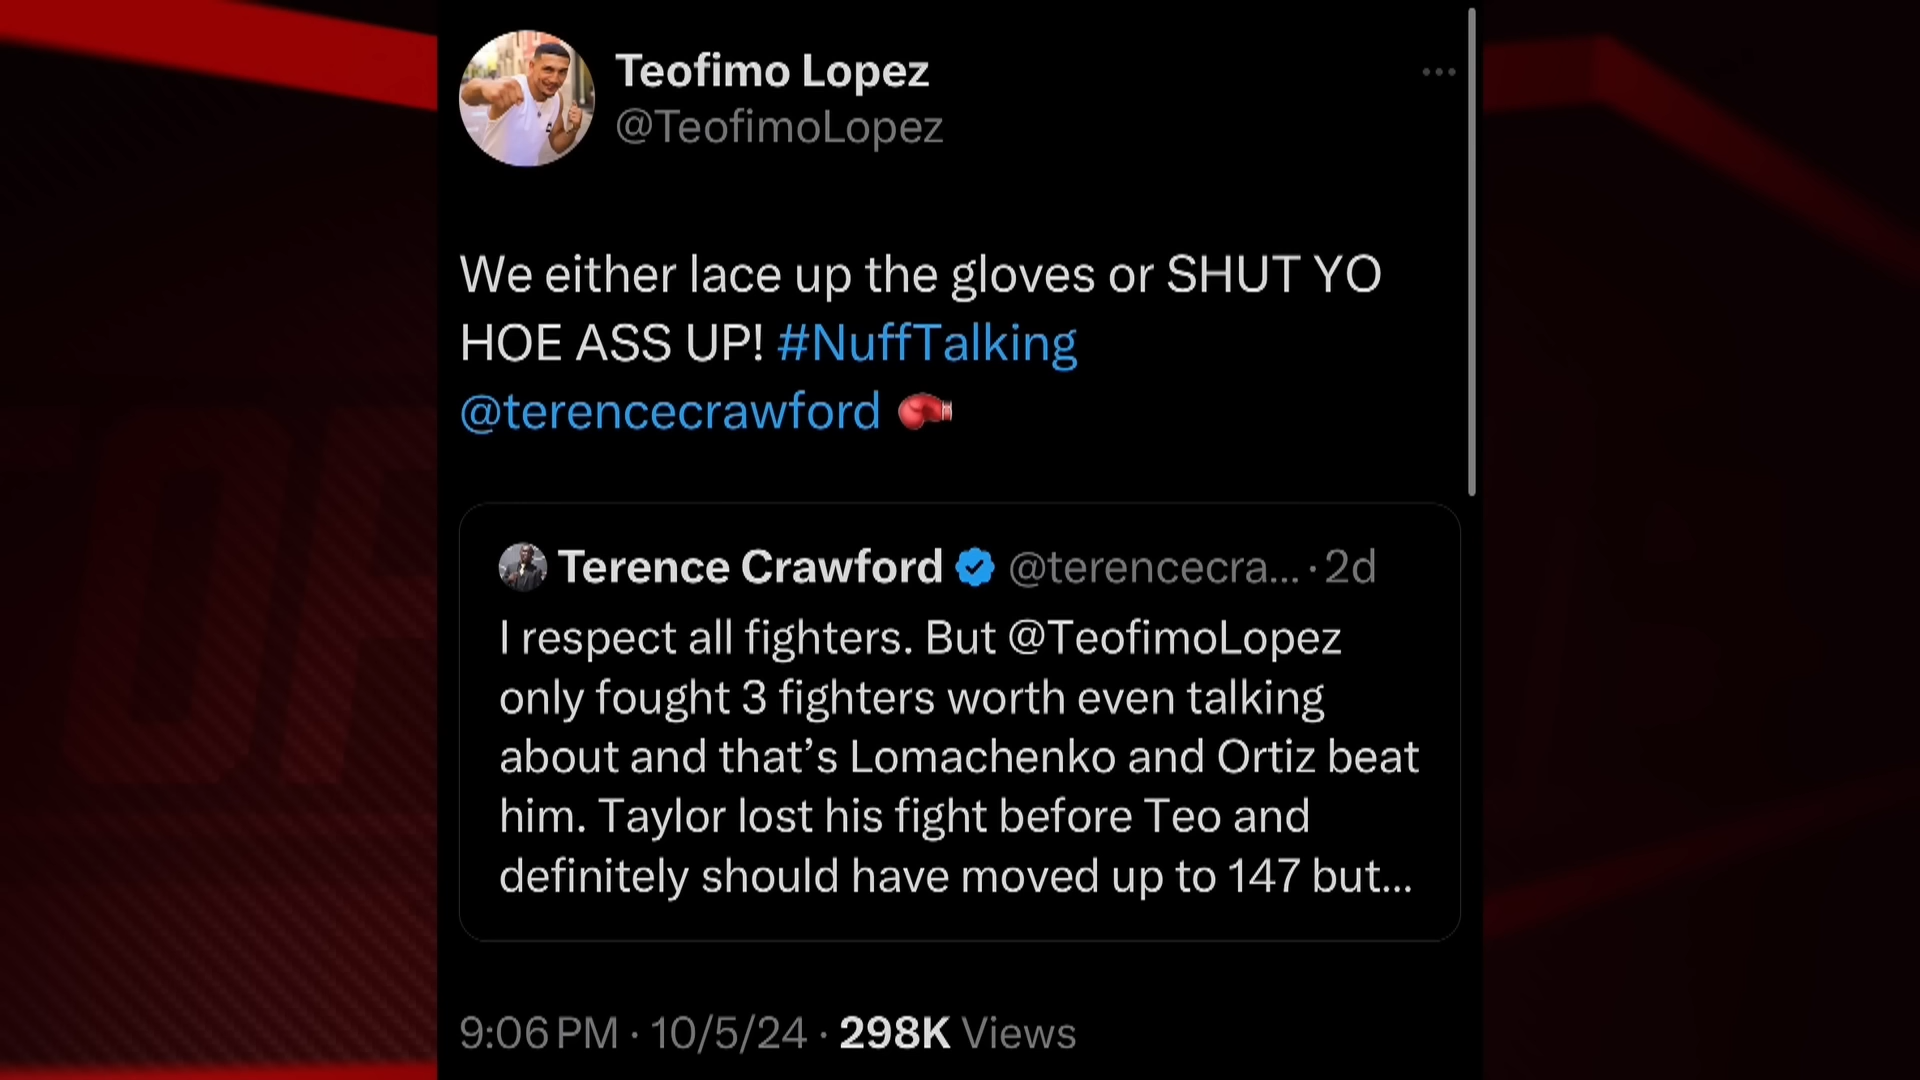 Teofimo Lopez
@TeofimoLopez
We either lace up the gloves or SHUT YO
HOE ASS UP! #NuffTalking
@terencecrawford 🥊
Terence Crawford @terencecra... · 2d
I respect all fighters. But @TeofimoLopez
only fought 3 fighters worth even talking
about and that’s Lomachenko and Ortiz beat
him. Taylor lost his fight before Teo and
definitely should have moved up to 147 but...
9:06 PM · 10/5/24 · 298K Views